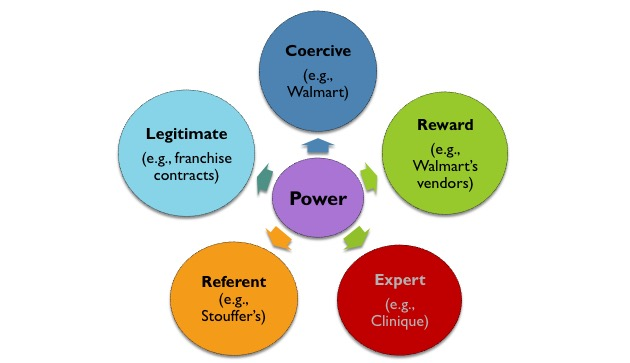 Coercive
(e.g.,
Walmart)
Legitimate
(e.g., franchise
contracts)
Reward
(e.g.,
Walmart's
vendors)
Power
Referent
(e.g.,
Stouffer's)
Expert
(e.g.,
Clinique)